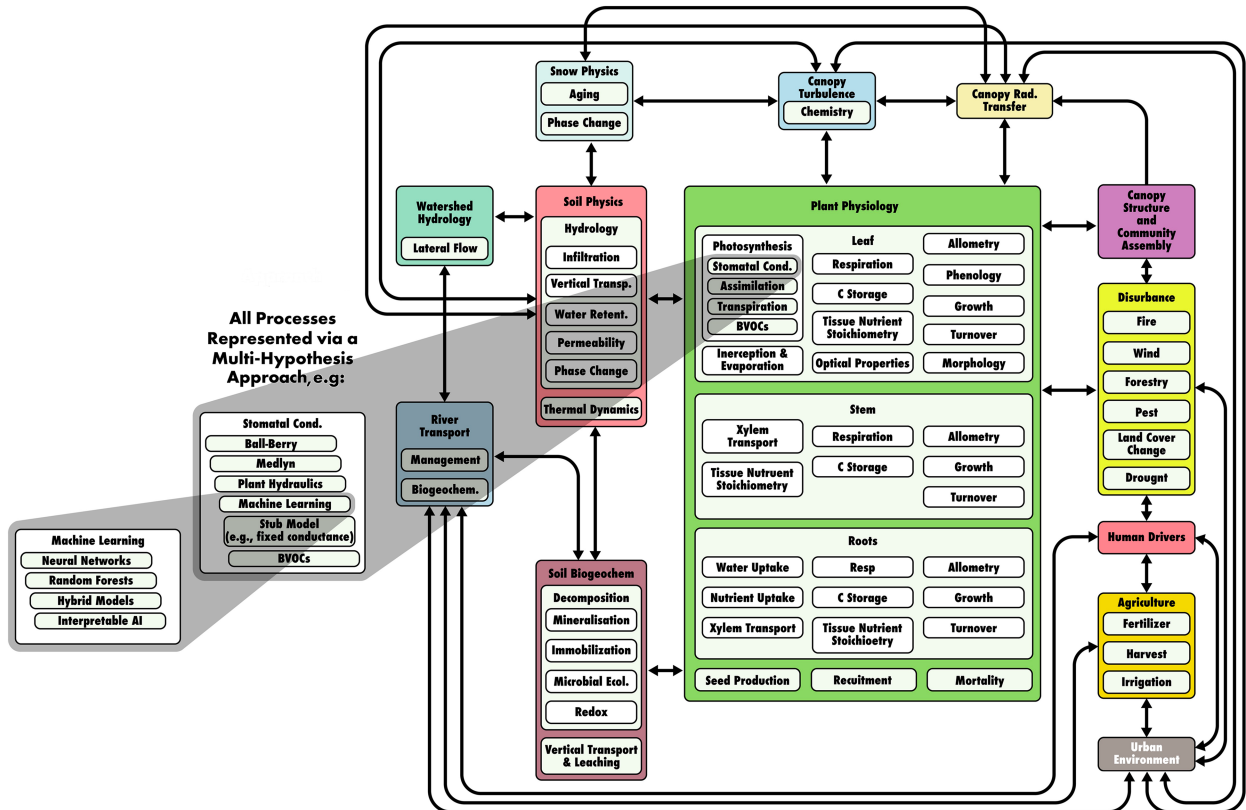 Snow Physics
Aging
Phase Change
Canopy
Turbulence
Chemistry
Canopy Rad.
Transfer
Watershed
Hydrology
Lateral Flow
Soil Physics
Hydrology
Infiltration
Vertical Transp.
Water Retent.
Permeability
Phase Change
Thermal Dynamics
Plant Physiology
Photosynthesis
Stomatal Cond.
Assimilation
Transpiration
BVOCs
Inerception &
Evaporation
Leaf
Respiration
C Storage
Tissue Nutrient
Stoichiometry
Optical Properties
Allometry
Phenology
Growth
Turnover
Morphology
Stem
Xylem
Transport
Tissue Nutruent
Stoichiometry
Respiration
C Storage
Allometry
Growth
Turnover
Roots
Water Uptake
Nutrient Uptake
Xylem Transport
Resp
C Storage
Tissue Nutrient
Stoichioetry
Allometry
Growth
Turnover
Seed Production
Recuitment
Mortality
Canopy
Structure
and
Community
Assembly
Disurbance
Fire
Wind
Forestry
Pest
Land Cover
Change
Drougnt
Human Drivers
Agriculture
Fertilizer
Harvest
Irrigation
Urban
Environment
All Processes
Represented via a
Multi-Hypothesis
Approach, e.g:
River
Transport
Management
Biogeochem.
Stomatal Cond.
Ball-Berry
Medlyn
Plant Hydraulics
Machine Learning
Stub Model
(e.g., fixed conductance)
BVOCs
Machine Learning
Neural Networks
Random Forests
Hybrid Models
Interpretable AI
Soil Biogeochem
Decomposition
Mineralisation
Immobilization
Microbial Ecol.
Redox
Vertical Transport
& Leaching